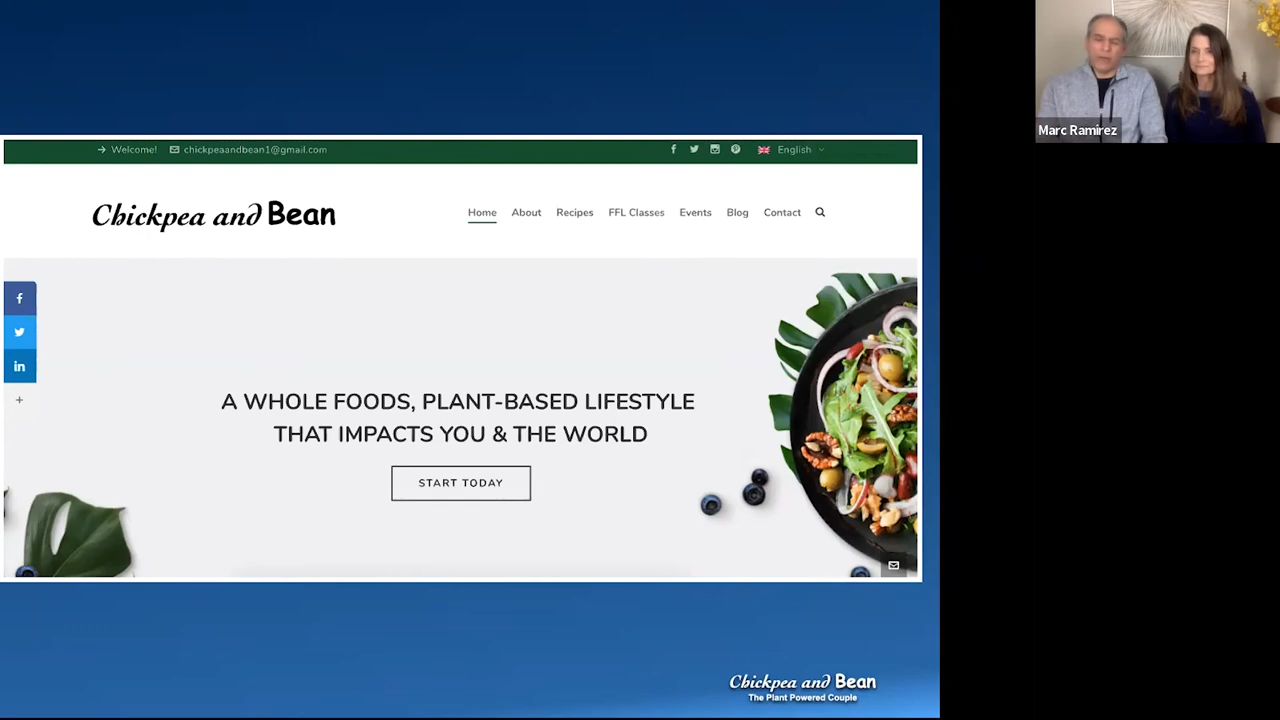 Welcome! chickpeaandbean1@gmail.com English
Chickpea and Bean
Home About Recipes FFL Classes Events Blog Contact
A WHOLE FOODS, PLANT-BASED LIFESTYLE
THAT IMPACTS YOU & THE WORLD
START TODAY
Chickpea and Bean
The Plant Powered Couple
Marc Ramirez